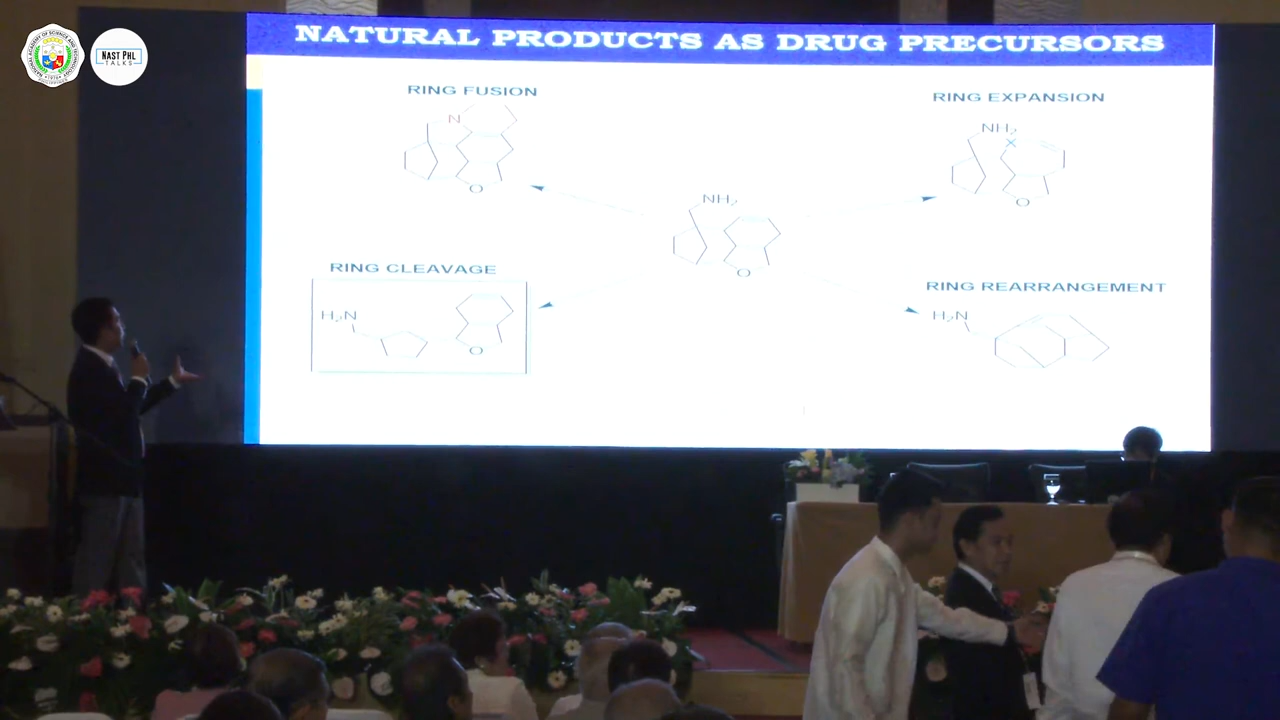 NAST PHL
TALKS
NATURAL PRODUCTS AS DRUG PRECURSORS
RING FUSION
N
O
RING EXPANSION
NH2
X
O
NH2
O
RING CLEAVAGE
H2N
O
RING REARRANGEMENT
H2N